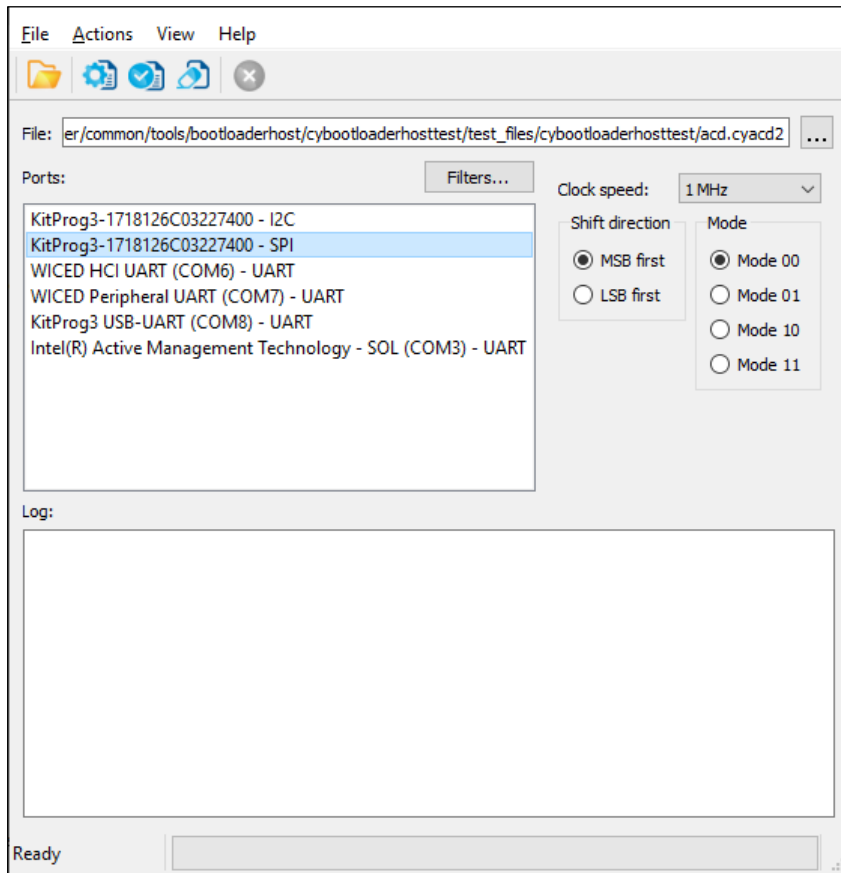 File Actions View Help
File: er/common/tools/bootloaderhost/cybootloaderhosttest/test_files/cybootloaderhosttest/acd.cyacd2 ...
Ports: Filters...
KitProg3-1718126C03227400 - I2C
KitProg3-1718126C03227400 - SPI
WICED HCI UART (COM6) - UART
WICED Peripheral UART (COM7) - UART
KitProg3 USB-UART (COM8) - UART
Intel(R) Active Management Technology - SOL (COM3) - UART
Clock speed: 1 MHz
Shift direction
MSB first
LSB first
Mode
Mode 00
Mode 01
Mode 10
Mode 11
Log:
Ready